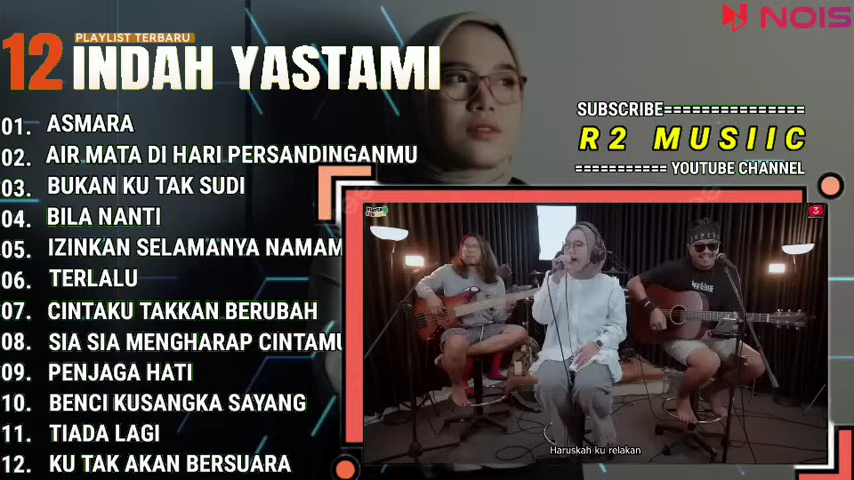 NOIS
PLAYLIST TERBARU
12 INDAH YASTAMI
SUBSCRIBE===============
R2 MUSIIC
=========== YOUTUBE CHANNEL
01. ASMARA
02. AIR MATA DI HARI PERSANDINGANMU
03. BUKAN KU TAK SUDI
04. BILA NANTI
05. IZINKAN SELAMANYA NAMAM
06. TERLALU
07. CINTAKU TAKKAN BERUBAH
08. SIA SIA MENGHARAP CINTAMU
09. PENJAGA HATI
10. BENCI KUSANGKA SAYANG
11. TIADA LAGI
12. KU TAK AKAN BERSUARA
3
Haruskah ku relakan